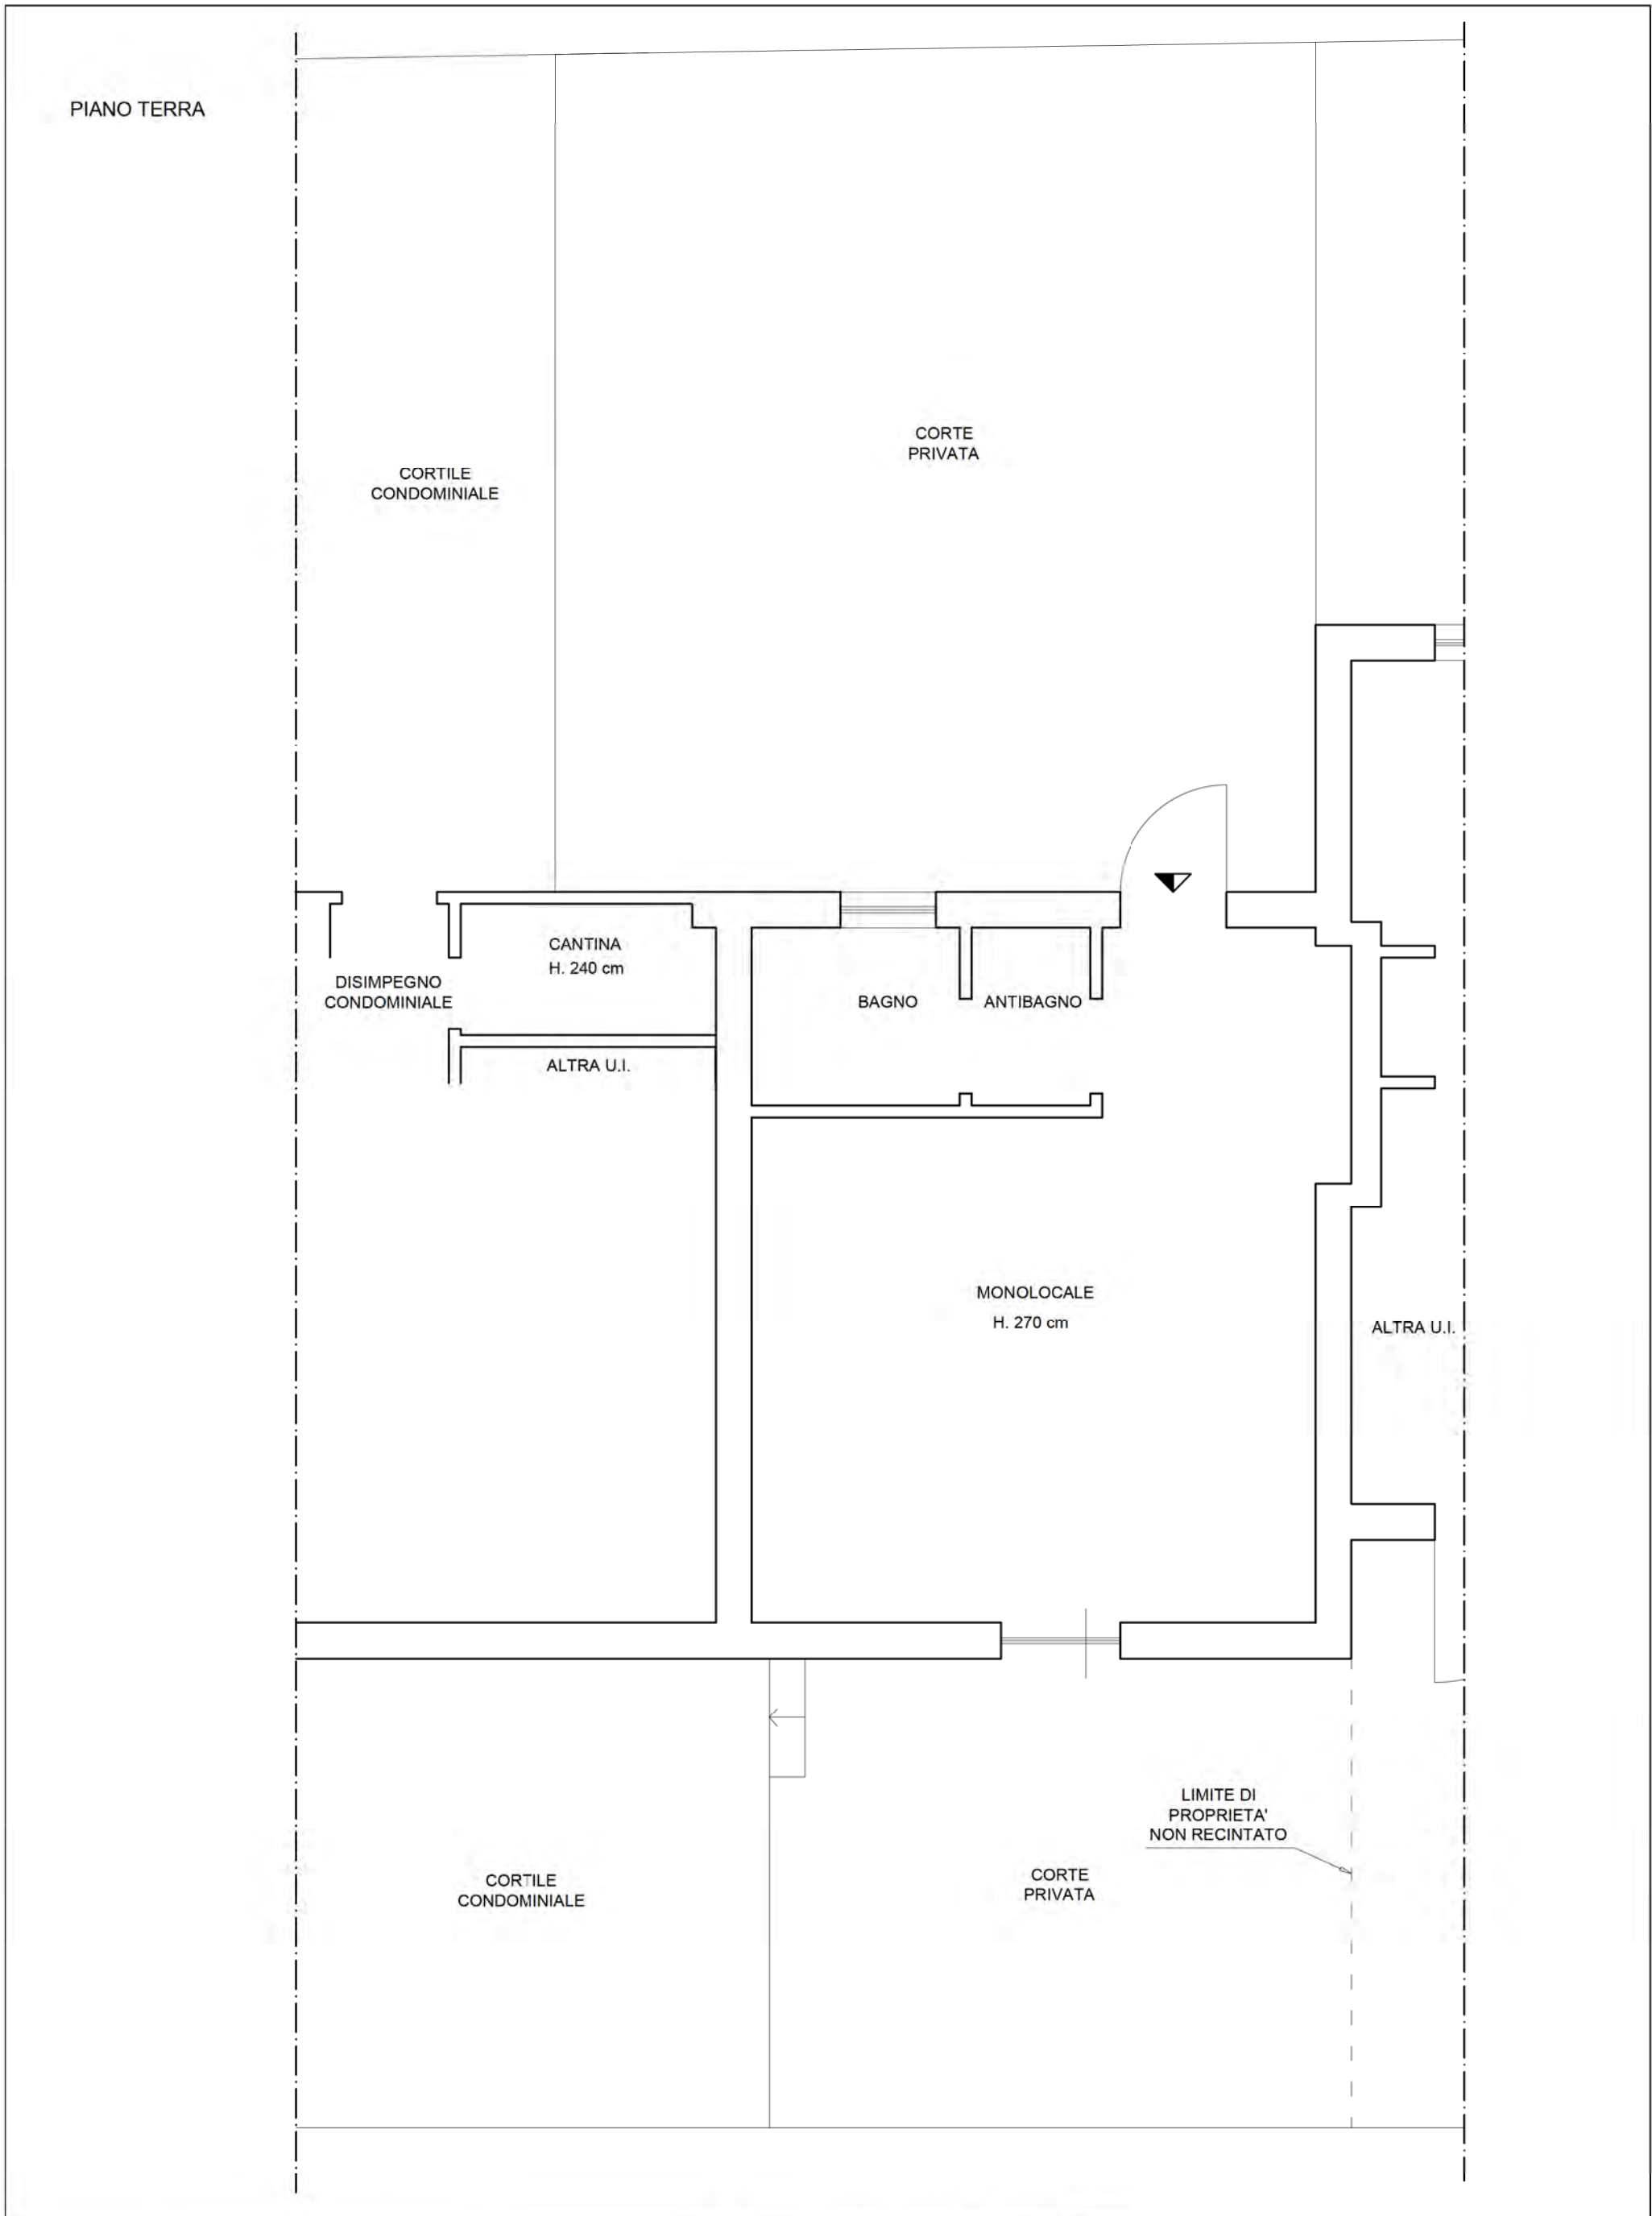 PIANO TERRA
CORTE
PRIVATA
CORTILE
CONDOMINIALE
CANTINA
H. 240 cm
DISIMPEGNO
CONDOMINIALE
BAGNO
ANTIBAGNO
ALTRA U.I.
MONOLOCALE
H. 270 cm
ALTRA U.I.
LIMITE DI
PROPRIETA'
NON RECINTATO
CORTILE
CONDOMINIALE
CORTE
PRIVATA